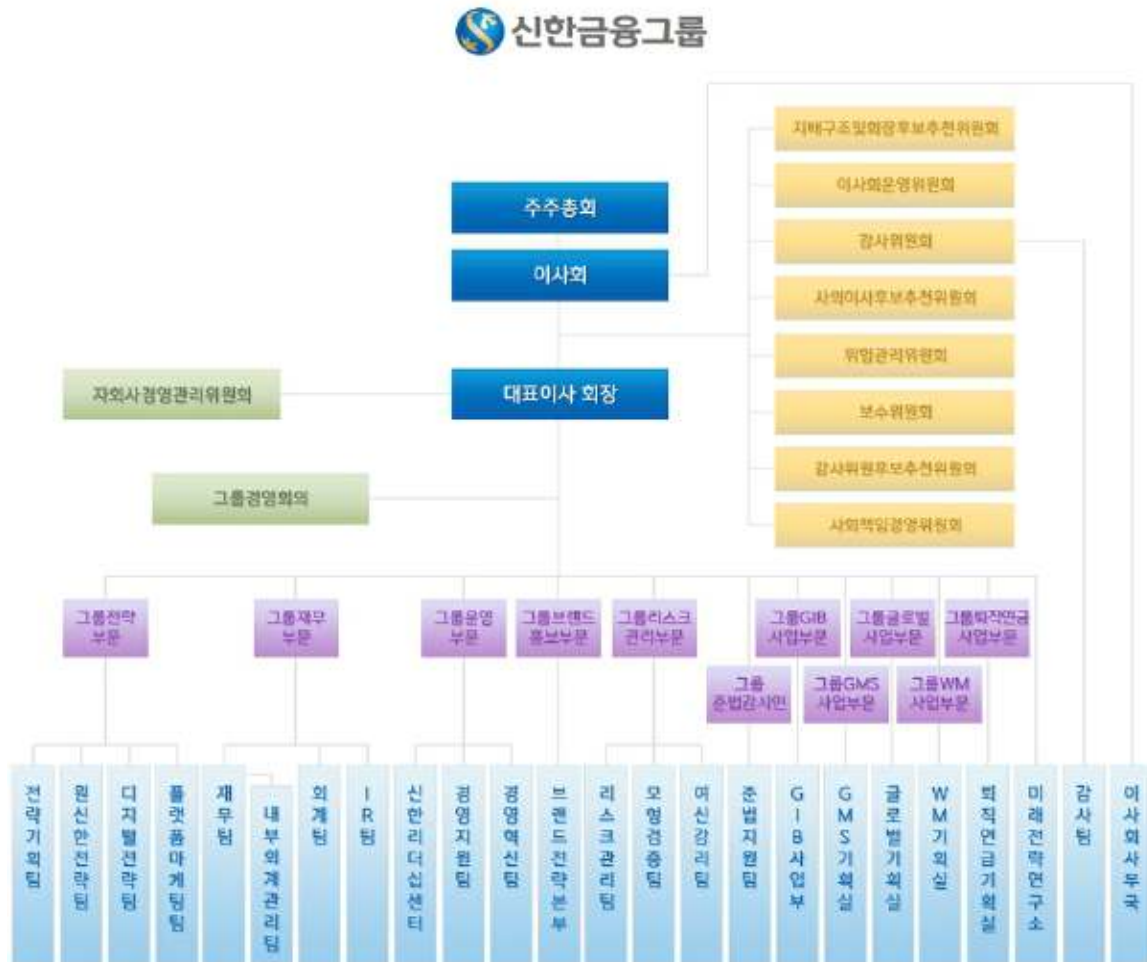 신한금융그룹
지배구조및회장후보추천위원회
이사회운영위원회
감사위원회
사외이사후보추천위원회
위험관리위원회
보수위원회
감사위원후보추천위원회
사회책임경영위원회
주주총회
이사회
대표이사 회장
자회사경영관리위원회
그룹경영회의
그룹전략
부문
그룹재무
부문
그룹운영
부문
그룹브랜드
홍보부문
그룹리스크
관리부문
그룹
준법감시인
그룹GIB
사업부문
그룹GMS
사업부문
그룹글로벌
사업부문
그룹WM
사업부문
그룹퇴직연금
사업부문
전략기획팀
원신한전략팀
디지털전략팀
플랫폼마케팅팀
재무팀
내부회계관리팀
회계팀
IR팀
신한리더십센터
경영지원팀
경영혁신팀
브랜드전략본부
리스크관리팀
모형검증팀
여신감리팀
준법지원팀
GIB사업부
GMS기획실
글로벌기획실
WM기획실
퇴직연금기획실
미래전략연구소
감사팀
이사회사무국